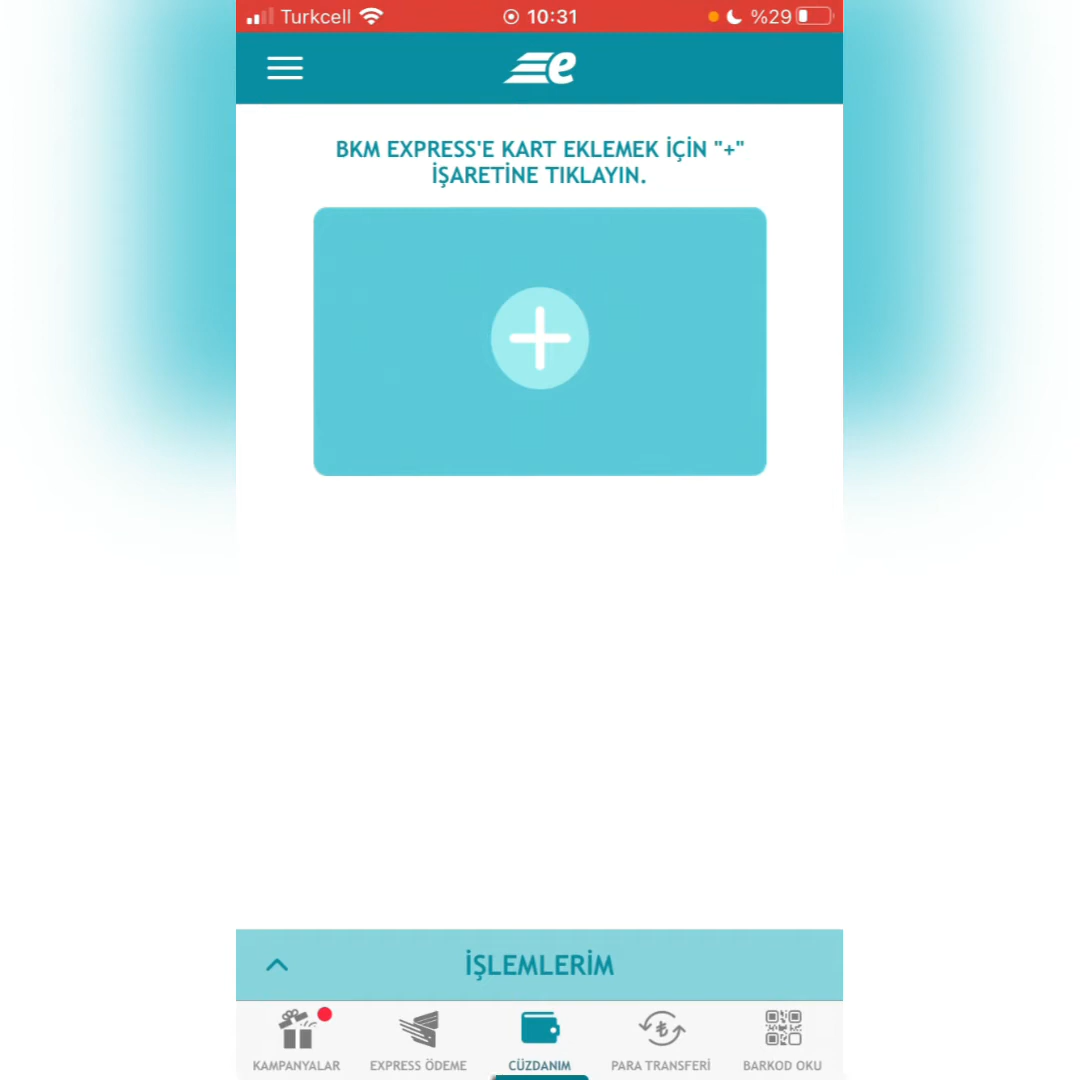 Turkcell 10:31 %29
e
BKM EXPRESS'E KART EKLEMEK İÇİN "+"
İŞARETİNE TIKLAYIN.
İŞLEMLERİM
KAMPANYALAR EXPRESS ÖDEME CÜZDANIM PARA TRANSFERİ BARKOD OKU